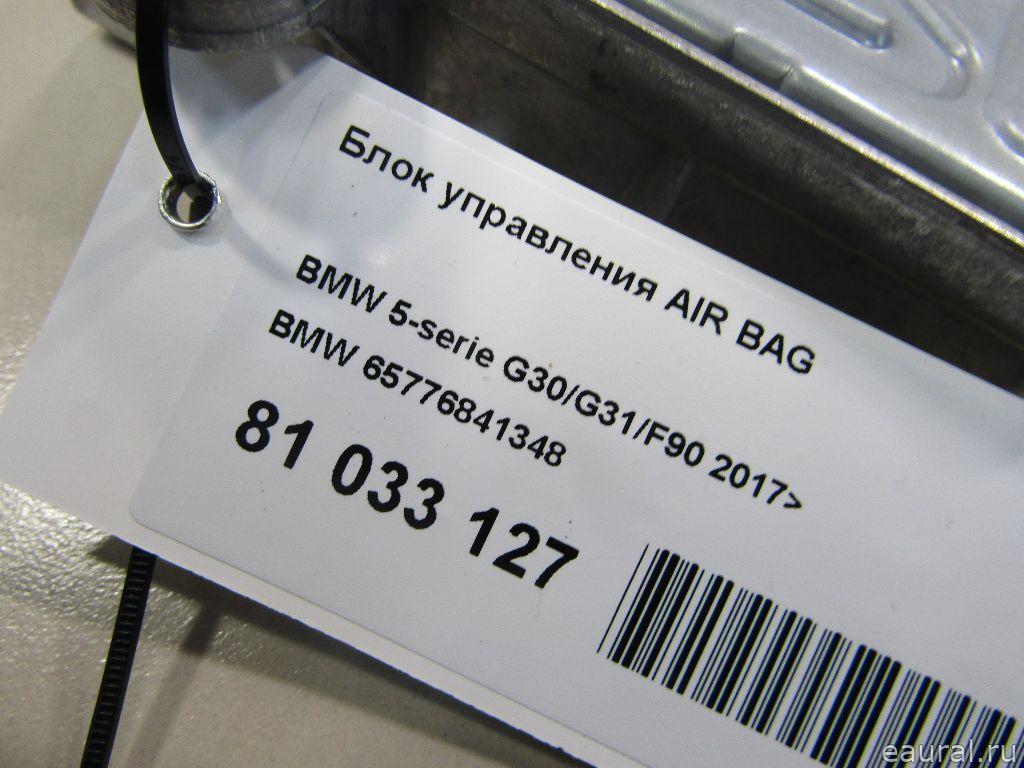 Блок управления AIR BAG
BMW 5-serie G30/G31/F90 2017>
BMW 65776841348
81 033 127
eaural.ru